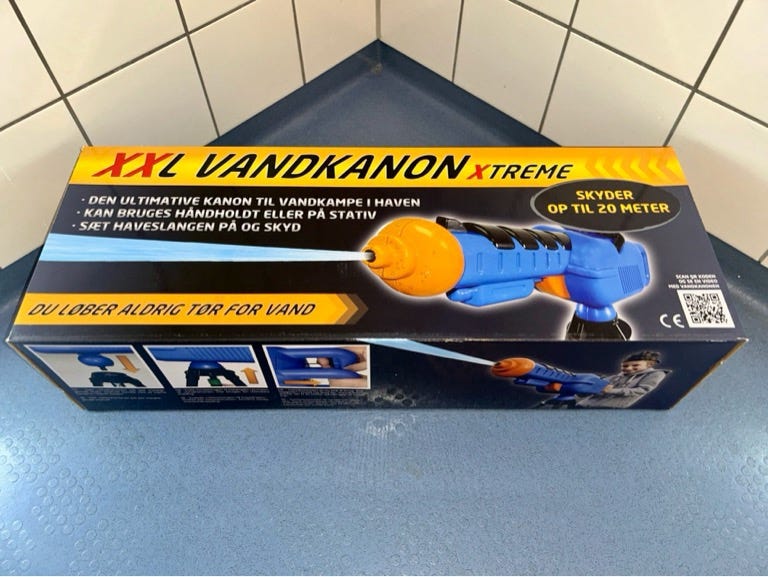 XXL VANDKANON XTREME
· DEN ULTIMATIVE KANON TIL VANDKAMPE I HAVEN
· KAN BRUGES HÅNDHOLDT ELLER PÅ STATIV
· SÆT HAVESLANGEN PÅ OG SKYD
SKYDER
OP TIL 20 METER
DU LØBER ALDRIG TØR FOR VAND
SCAN QR KODEN
OG SE EN VIDEO
MED VANDKANONEN
CE